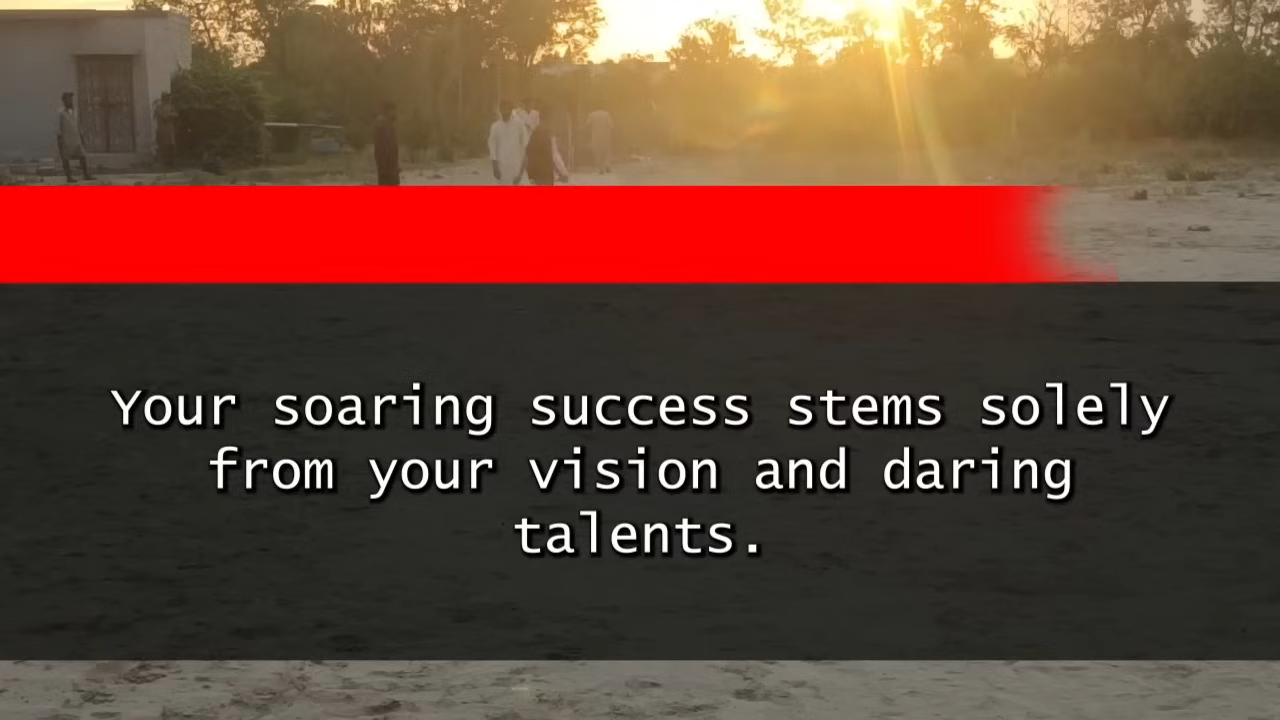 Your soaring success stems solely
from your vision and daring
talents.